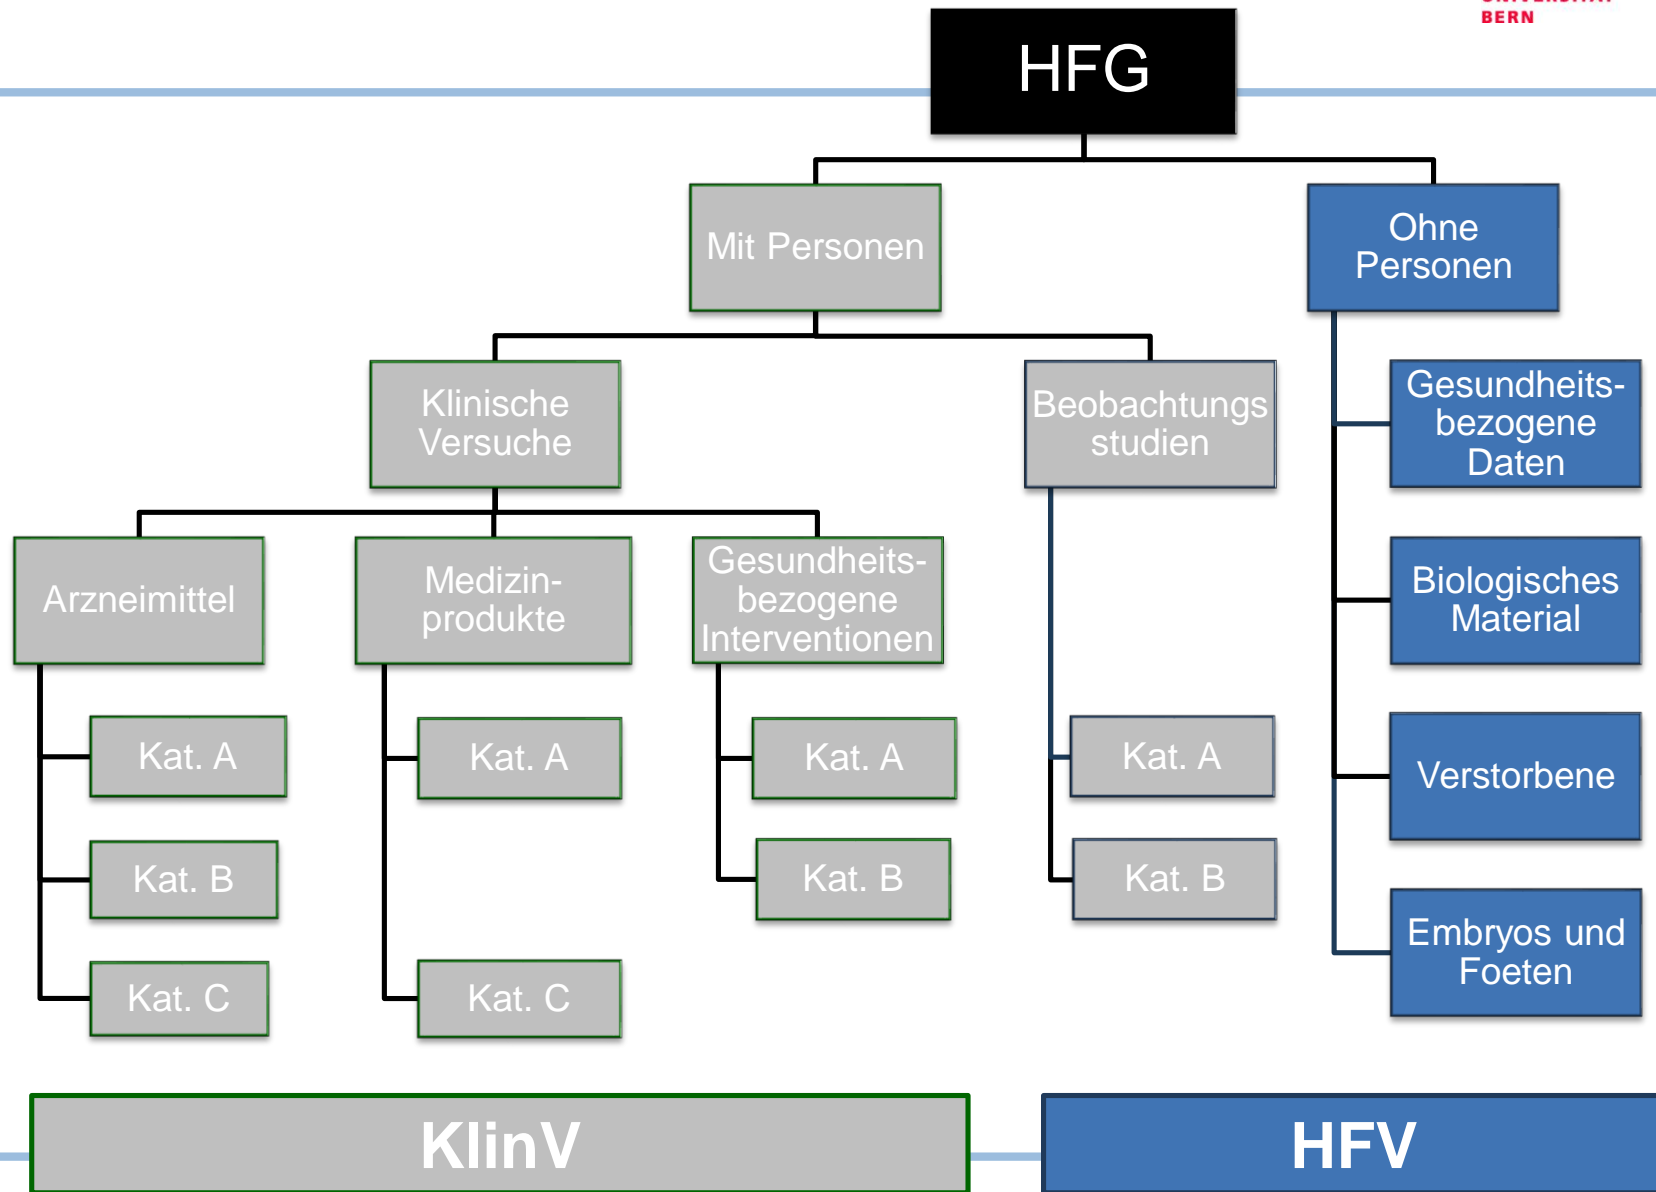 BERN
HFG
Mit Personen
Ohne
Personen
Klinische
Versuche
Beobachtungs
studien
Gesundheits-
bezogene
Daten
Arzneimittel
Medizin-
produkte
Gesundheits-
bezogene
Interventionen
Biologisches
Material
Kat. A
Kat. A
Kat. A
Kat. A
Verstorbene
Kat. B
Kat. B
Kat. B
Embryos und
Foeten
Kat. C
Kat. C
KlinV
HFV